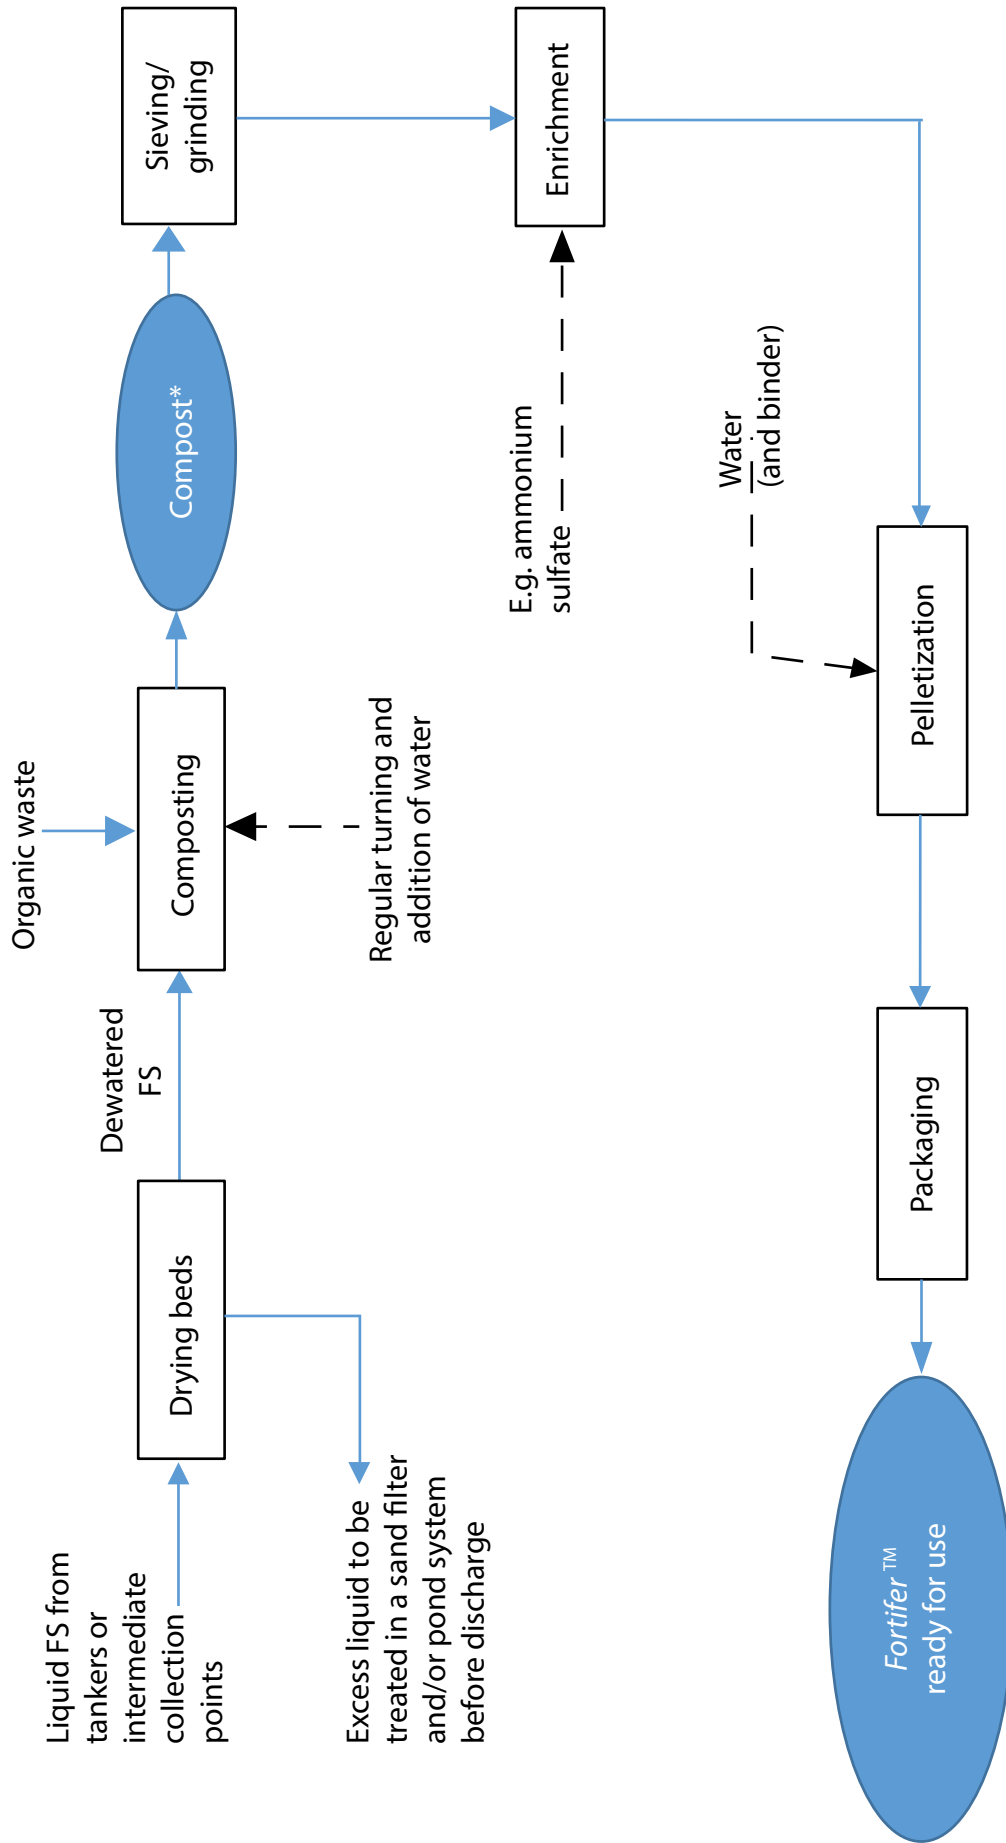 Liquid FS from
tankers or
intermediate
collection
points
Drying beds
Excess liquid to be
treated in a sand filter
and/or pond system
before discharge
Dewatered
FS
Organic waste
Composting
Regular turning and
addition of water
Compost*
Sieving/
grinding
E.g. ammonium
sulfate
Enrichment
Water
(and binder)
Pelletization
Packaging
Fortifer™
ready for use